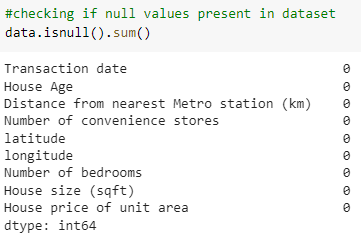 #checking if null values present in dataset
data.isnull().sum()
Transaction date 0
House Age 0
Distance from nearest Metro station (km) 0
Number of convenience stores 0
latitude 0
longitude 0
Number of bedrooms 0
House size (sqft) 0
House price of unit area 0
dtype: int64